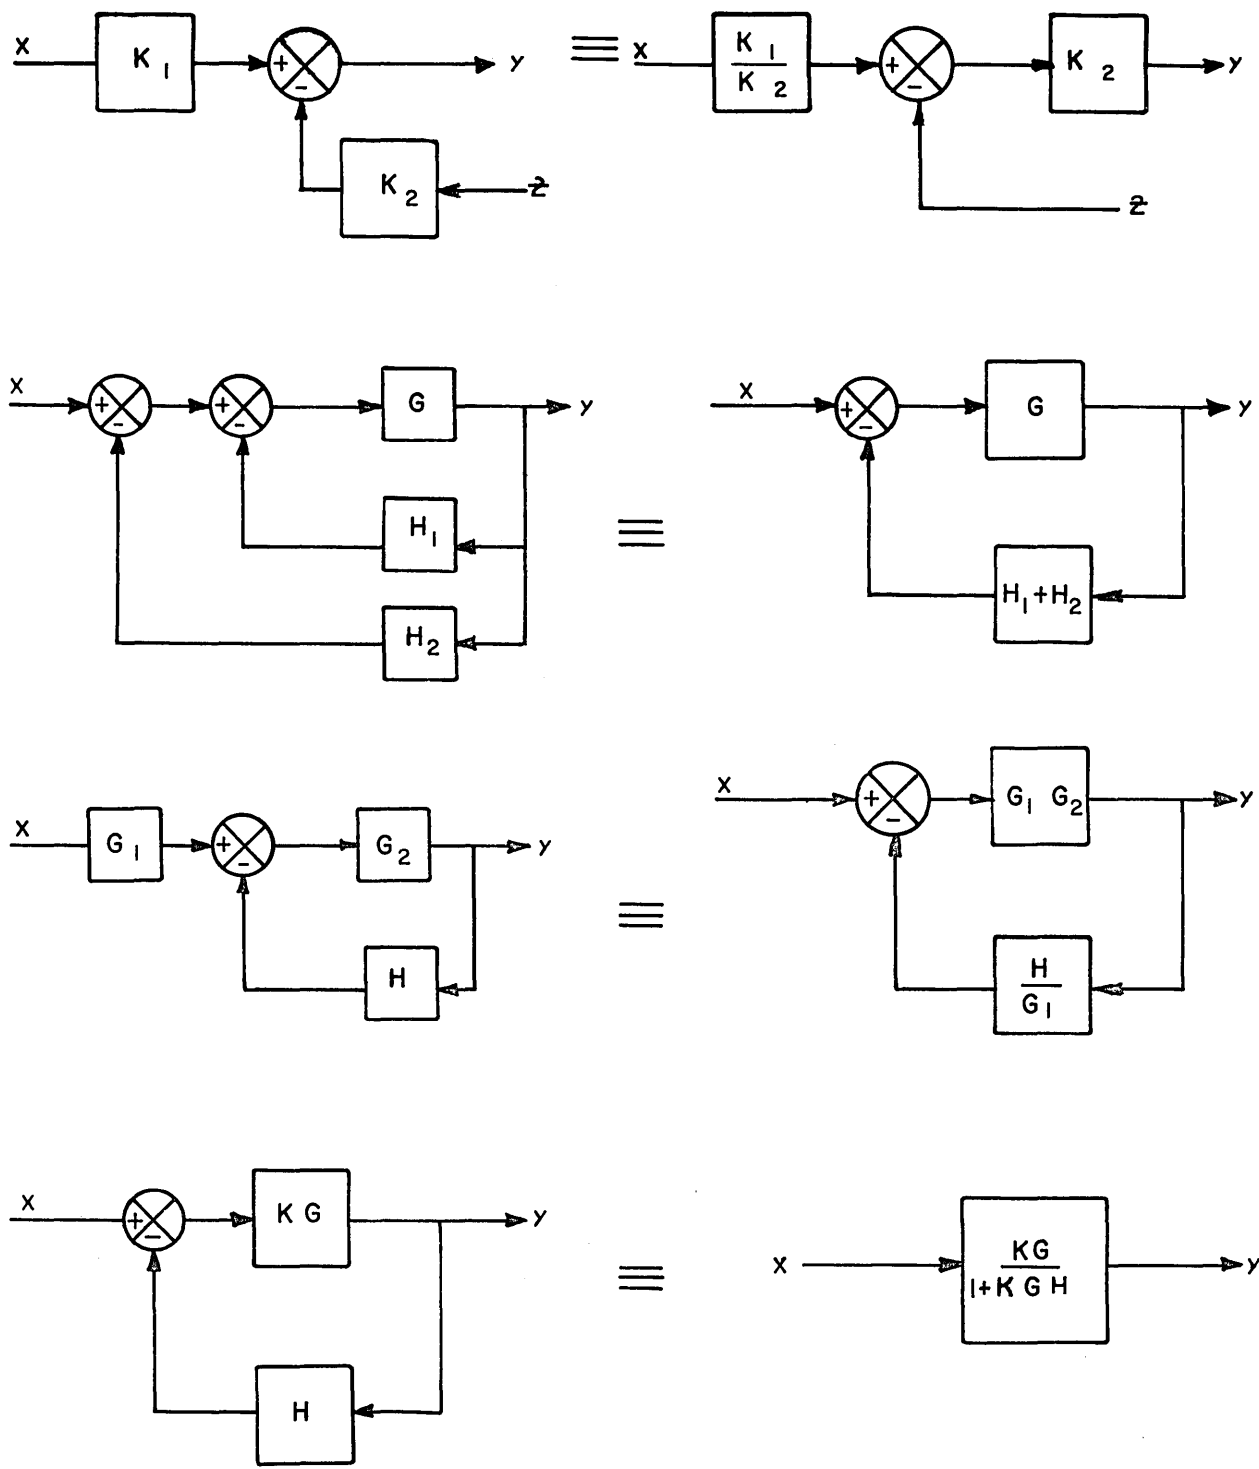 X K₁ + - y
K₂ Z
≡
X K₁/K₂ + - K₂ y
Z
X + - + - G y
H₁
H₂
≡
X + - G y
H₁+H₂
X G₁ + - G₂ y
H
≡
X + - G₁ G₂ y
H/G₁
X + - KG y
H
≡
X KG/1+KGH y